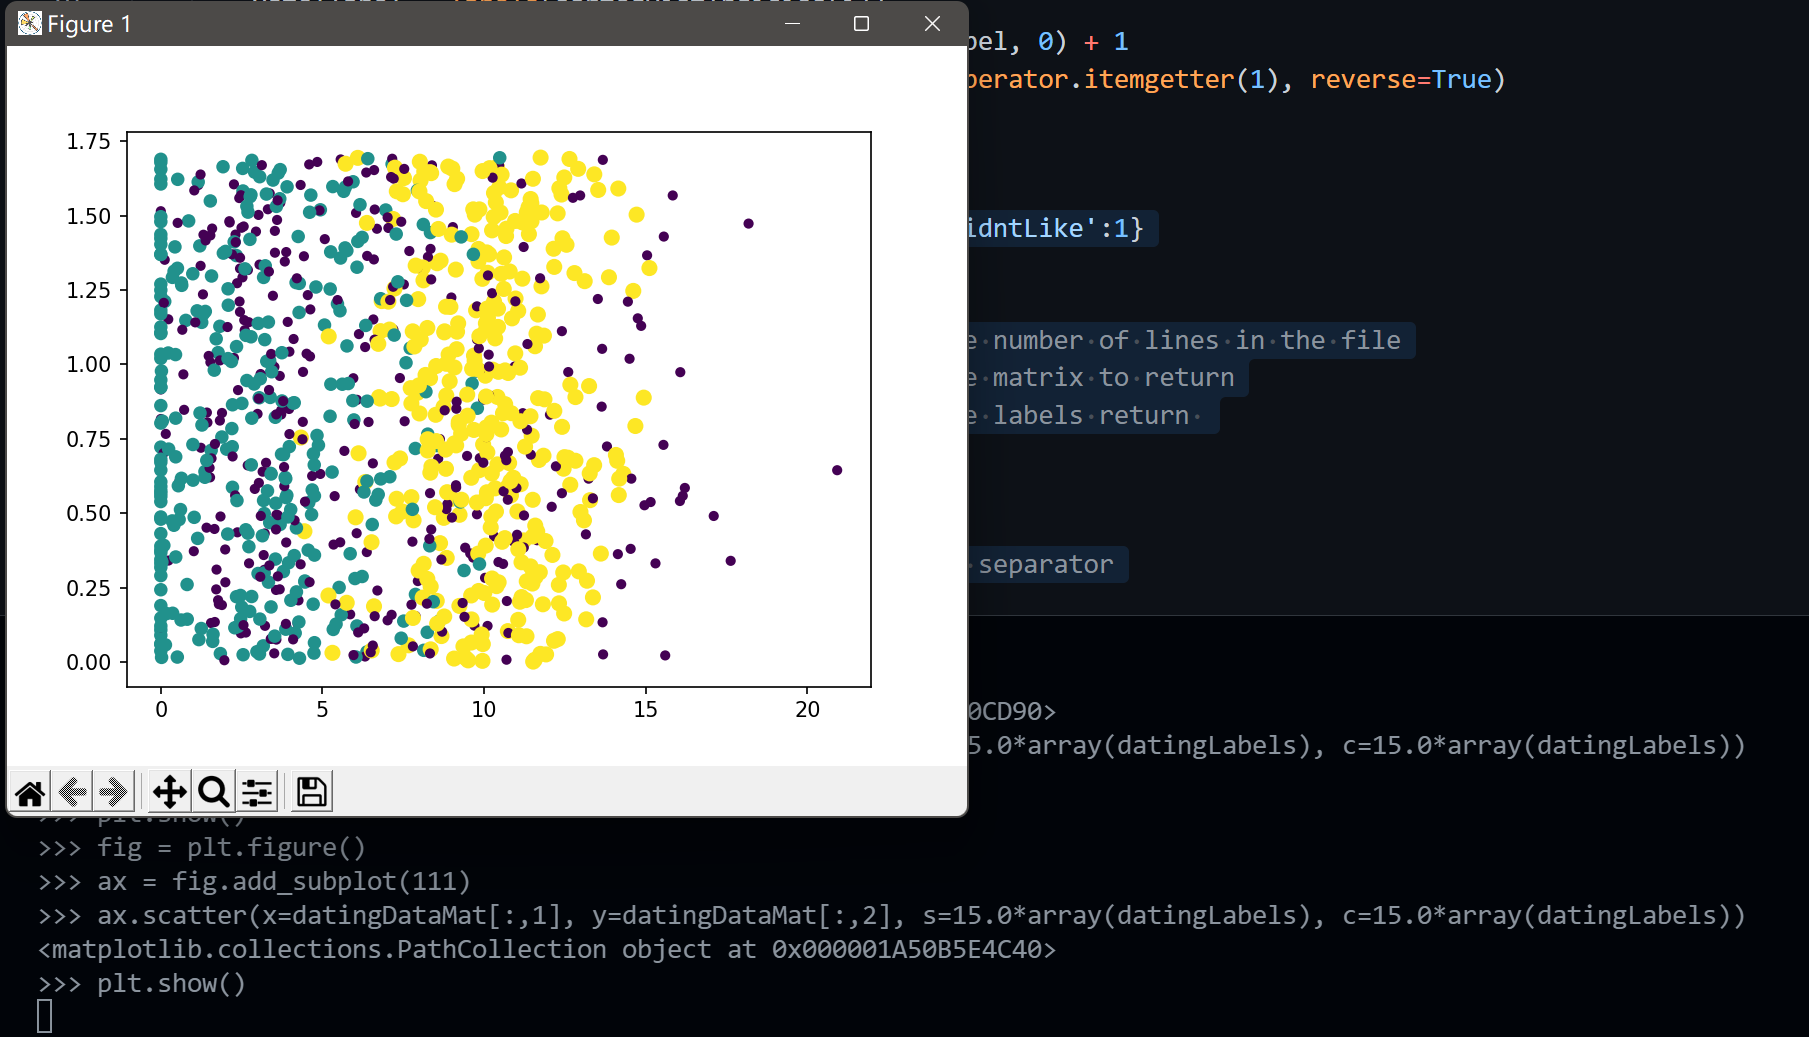 Figure 1
bel, 0) + 1
perator.itemgetter(1), reverse=True)
1.75
1.50
1.25
1.00
0.75
0.50
0.25
0.00
0 5 10 15 20
idntLike':1}
e·number·of·lines·in·the·file
e·matrix·to·return
e·labels·return·
·separator
0CD90>
5.0*array(datingLabels), c=15.0*array(datingLabels))
>>> plt.show()
>>> fig = plt.figure()
>>> ax = fig.add_subplot(111)
>>> ax.scatter(x=datingDataMat[:,1], y=datingDataMat[:,2], s=15.0*array(datingLabels), c=15.0*array(datingLabels))
<matplotlib.collections.PathCollection object at 0x000001A50B5E4C40>
>>> plt.show()